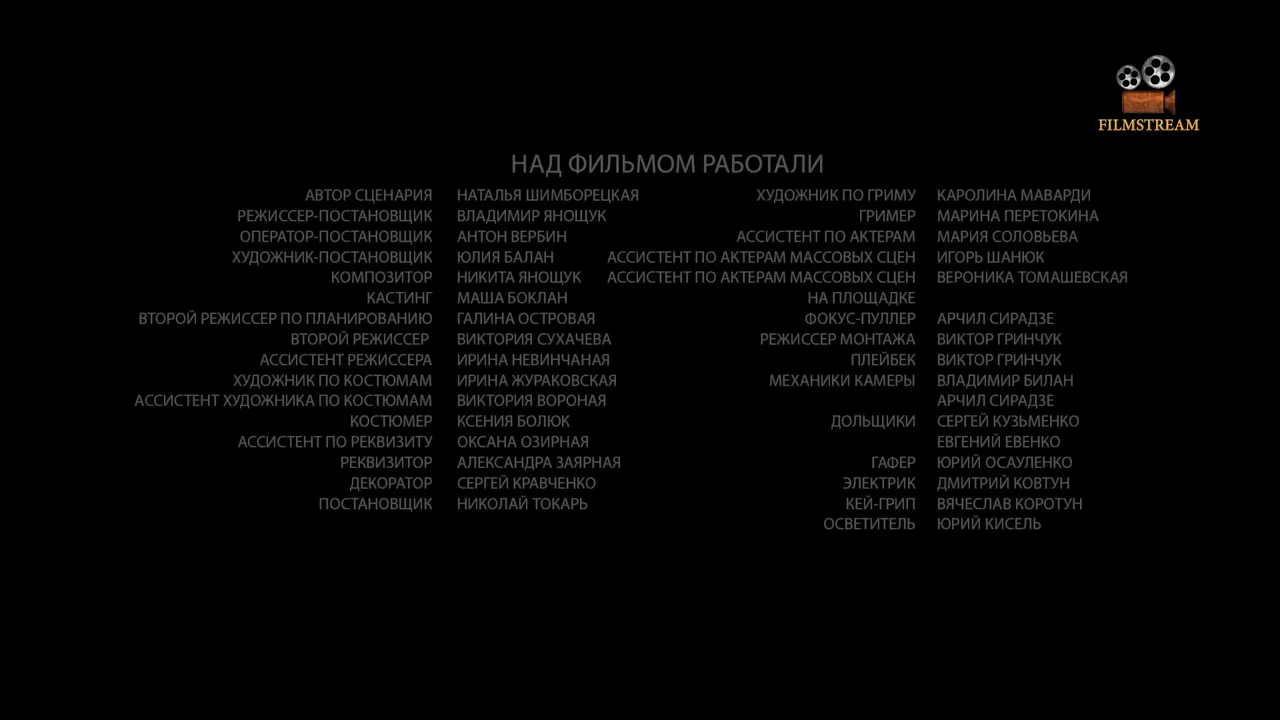 FILMSTREAM
НАД ФИЛЬМОМ РАБОТАЛИ
АВТОР СЦЕНАРИЯ НАТАЛЬЯ ШИМБОРЕЦКАЯ
РЕЖИССЕР-ПОСТАНОВЩИК ВЛАДИМИР ЯНОЩУК
ОПЕРАТОР-ПОСТАНОВЩИК АНТОН ВЕРБИН
ХУДОЖНИК-ПОСТАНОВЩИК ЮЛИЯ БАЛАН
КОМПОЗИТОР НИКИТА ЯНОЩУК
КАСТИНГ МАША БОКЛАН
ВТОРОЙ РЕЖИССЕР ПО ПЛАНИРОВАНИЮ ГАЛИНА ОСТРОВАЯ
ВТОРОЙ РЕЖИССЕР ВИКТОРИЯ СУХАЧЕВА
АССИСТЕНТ РЕЖИССЕРА ИРИНА НЕВИНЧАНАЯ
ХУДОЖНИК ПО КОСТЮМАМ ИРИНА ЖУРАКОВСКАЯ
АССИСТЕНТ ХУДОЖНИКА ПО КОСТЮМАМ ВИКТОРИЯ ВОРОНАЯ
КОСТЮМЕР КСЕНИЯ БОЛЮК
АССИСТЕНТ ПО РЕКВИЗИТУ ОКСАНА ОЗИРНАЯ
РЕКВИЗИТОР АЛЕКСАНДРА ЗАЯРНАЯ
ДЕКОРАТОР СЕРГЕЙ КРАВЧЕНКО
ПОСТАНОВЩИК НИКОЛАЙ ТОКАРЬ
ХУДОЖНИК ПО ГРИМУ КАРОЛИНА МАВАРДИ
ГРИМЕР МАРИНА ПЕРЕТОКИНА
АССИСТЕНТ ПО АКТЕРАМ МАРИЯ СОЛОВЬЕВА
АССИСТЕНТ ПО АКТЕРАМ МАССОВЫХ СЦЕН ИГОРЬ ШАНЮК
АССИСТЕНТ ПО АКТЕРАМ МАССОВЫХ СЦЕН ВЕРОНИКА ТОМАШЕВСКАЯ
НА ПЛОЩАДКЕ
ФОКУС-ПУЛЛЕР АРЧИЛ СИРАДЗЕ
РЕЖИССЕР МОНТАЖА ВИКТОР ГРИНЧУК
ПЛЕЙБЕК ВИКТОР ГРИНЧУК
МЕХАНИКИ КАМЕРЫ ВЛАДИМИР БИЛАН
АРЧИЛ СИРАДЗЕ
ДОЛЬЩИКИ СЕРГЕЙ КУЗЬМЕНКО
ЕВГЕНИЙ ЕВЕНКО
ГАФЕР ЮРИЙ ОСАУЛЕНКО
ЭЛЕКТРИК ДМИТРИЙ КОВТУН
КЕЙ-ГРИП ВЯЧЕСЛАВ КОРОТУН
ОСВЕТИТЕЛЬ ЮРИЙ КИСЕЛЬ